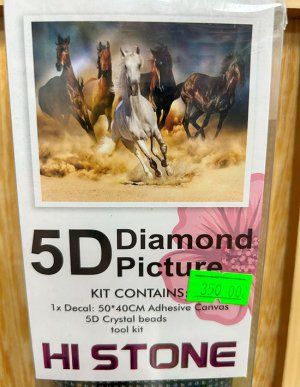 5D Diamond
Picture
KIT CONTAINS:
350 00
1x Decal: 50*40CM Adhesive Canvas
5D Crystal beads
tool kit
HI STONE